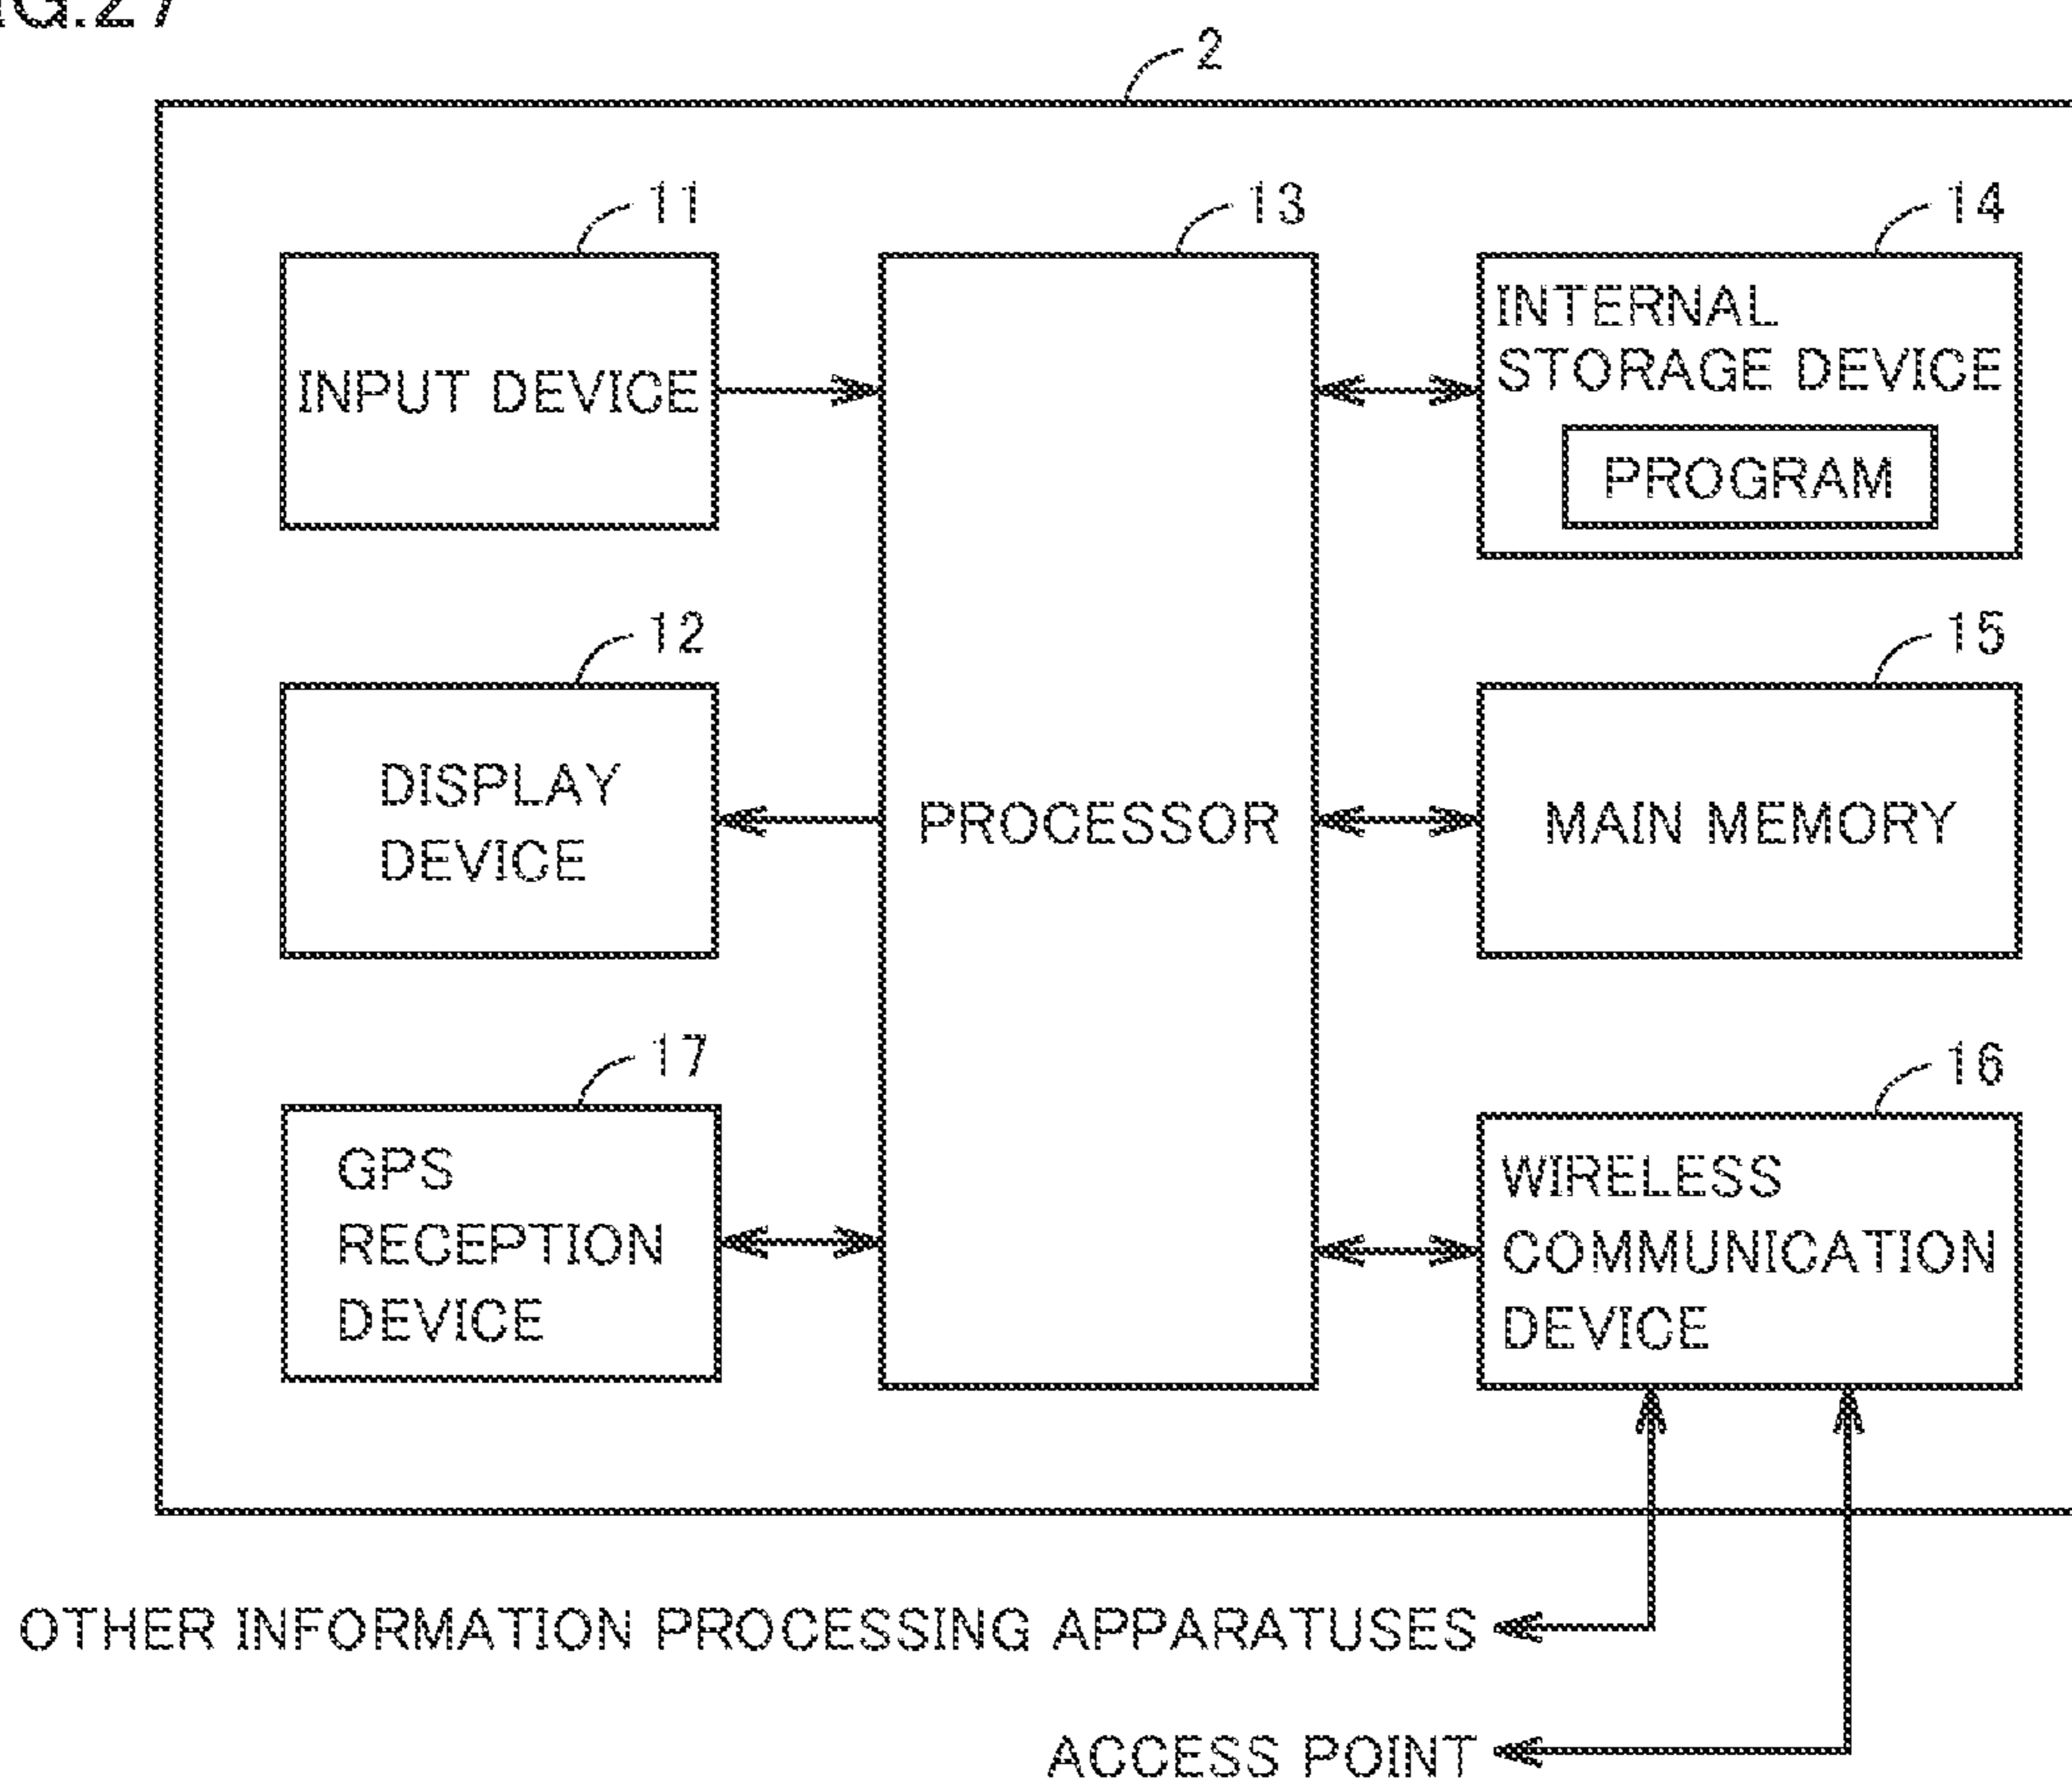 2
11
13
14
INPUT DEVICE
INTERNAL
STORAGE DEVICE
PROGRAM
12
15
DISPLAY
DEVICE
PROCESSOR
MAIN MEMORY
17
16
GPS
RECEPTION
DEVICE
WIRELESS
COMMUNICATION
DEVICE
OTHER INFORMATION PROCESSING APPARATUSES
ACCESS POINT